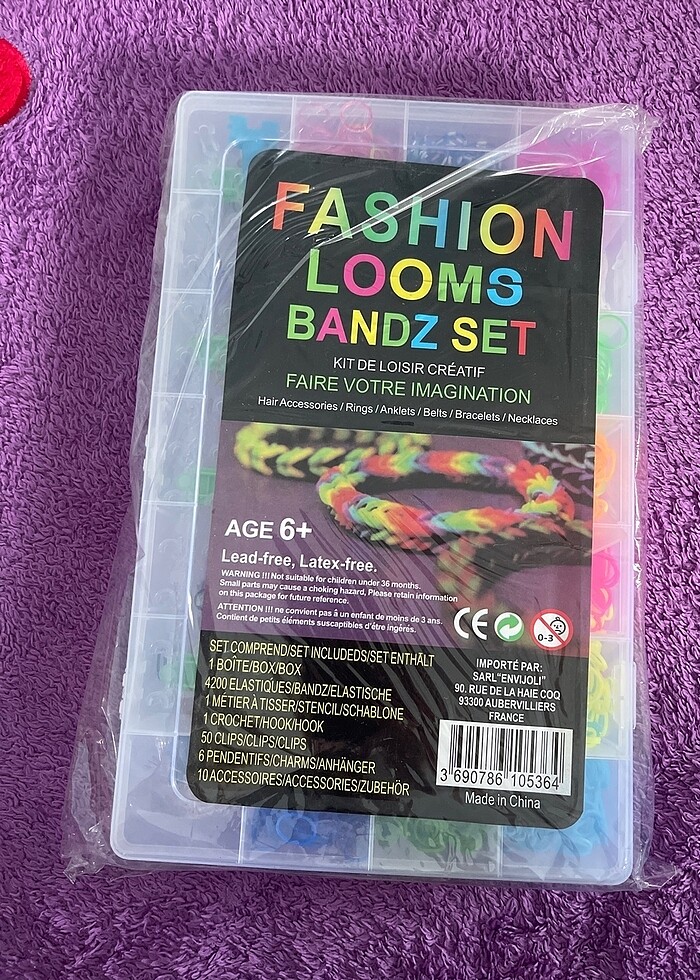 FASHION
LOOMS
BANDZ SET
KIT DE LOISIR CRÉATIF
FAIRE VOTRE IMAGINATION
Hair Accessories / Rings / Anklets / Belts / Bracelets / Necklaces
AGE 6+
Lead-free, Latex-free.
WARNING !!! Not suitable for children under 36 months.
Small parts may cause a choking hazard, Please retain information
on this package for future reference.
ATTENTION !!! ne convient pas à un enfant de moins de 3 ans.
Contient de petits éléments susceptibles d'être ingérés.
CE
0-3
SET COMPREND/SET INCLUDEDS/SET ENTHÄLT
1 BOÎTE/BOX/BOX
4200 ELASTIQUES/BANDZ/ELASTISCHE
1 MÉTIER À TISSER/STENCIL/SCHABLONE
1 CROCHET/HOOK/HOOK
50 CLIPS/CLIPS/CLIPS
6 PENDENTIFS/CHARMS/ANHÄNGER
10 ACCESSOIRES/ACCESSORIES/ZUBEHÖR
IMPORTÉ PAR:
SARL"ENVIJOLI"
90. RUE DE LA HAIE COQ
93300 AUBERVILLIERS
FRANCE
3 690786 105364
Made in China